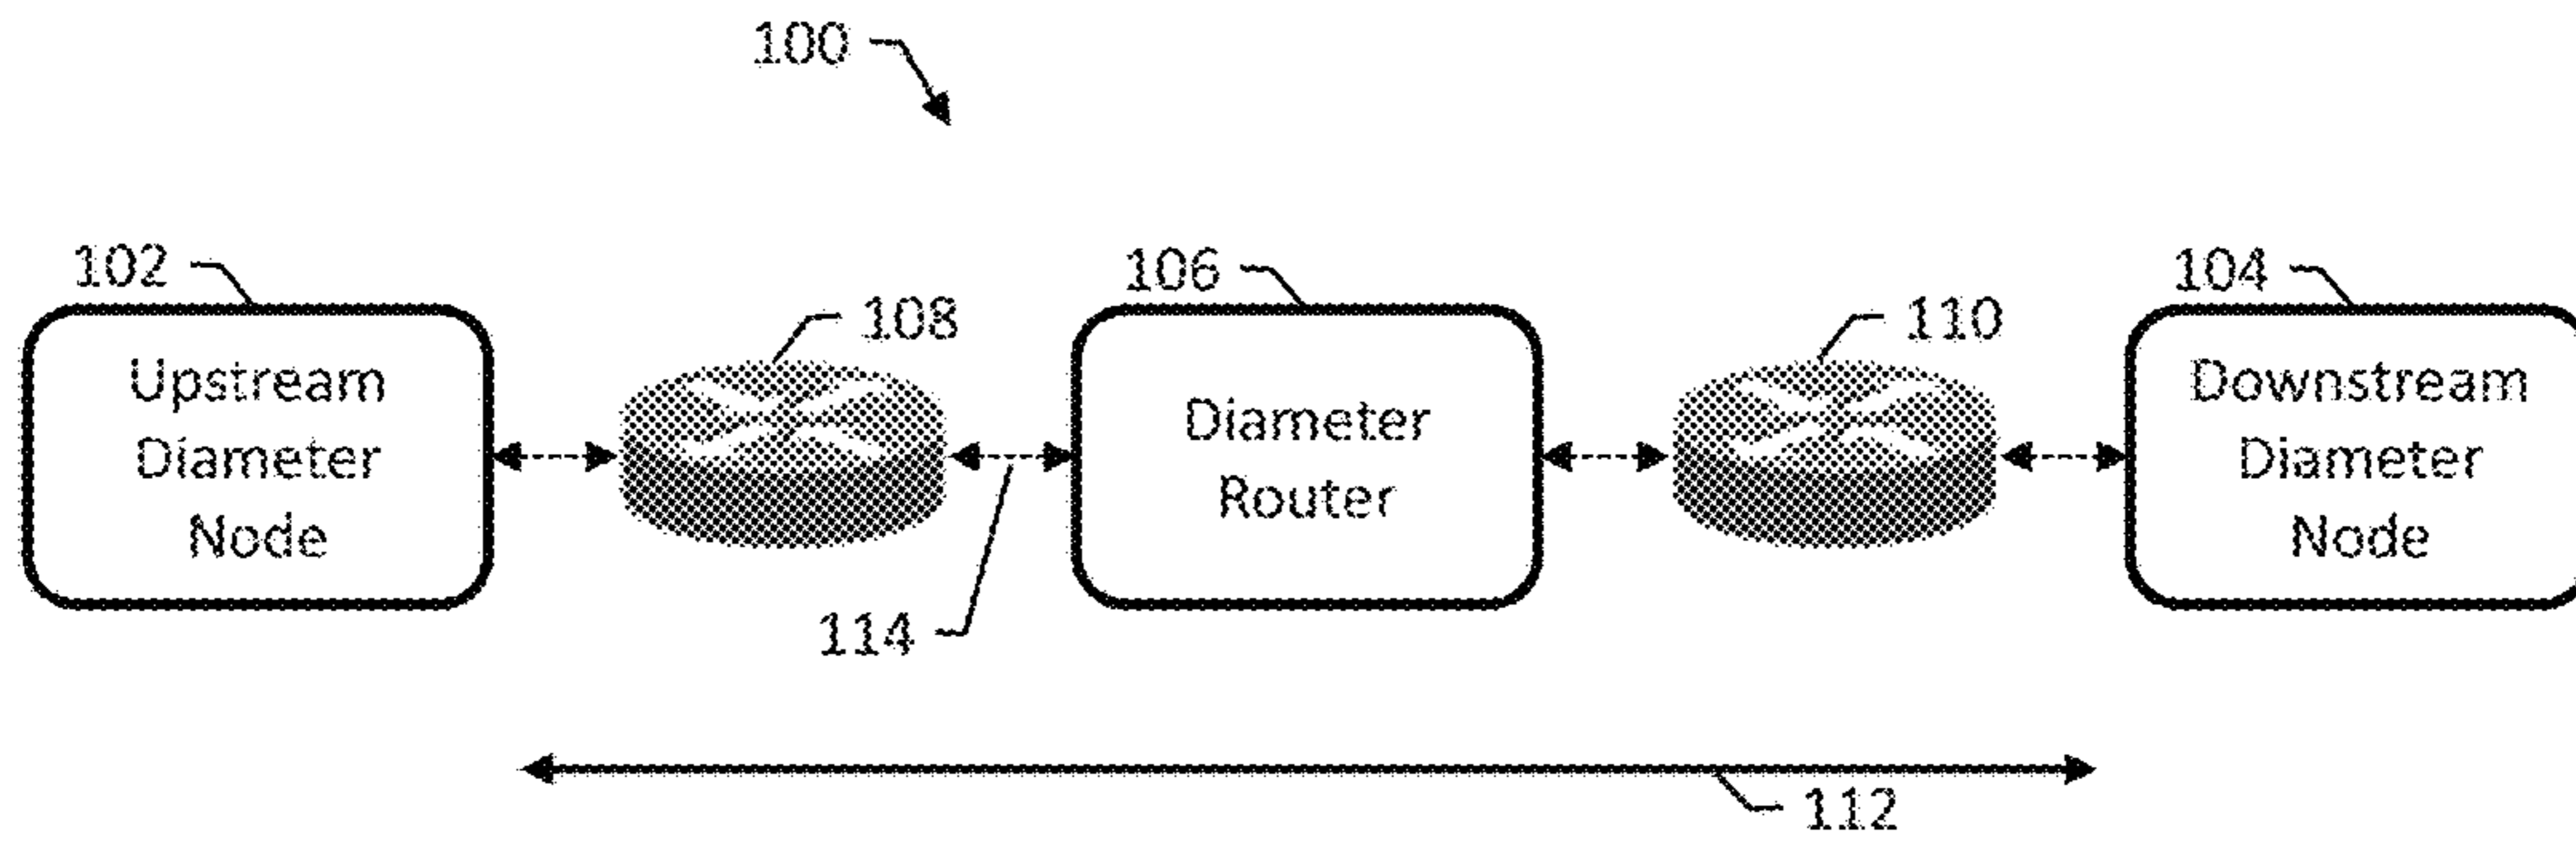 100
102
106
104
108
110
Upstream
Diameter
Node
Diameter
Router
Downstream
Diameter
Node
114
112